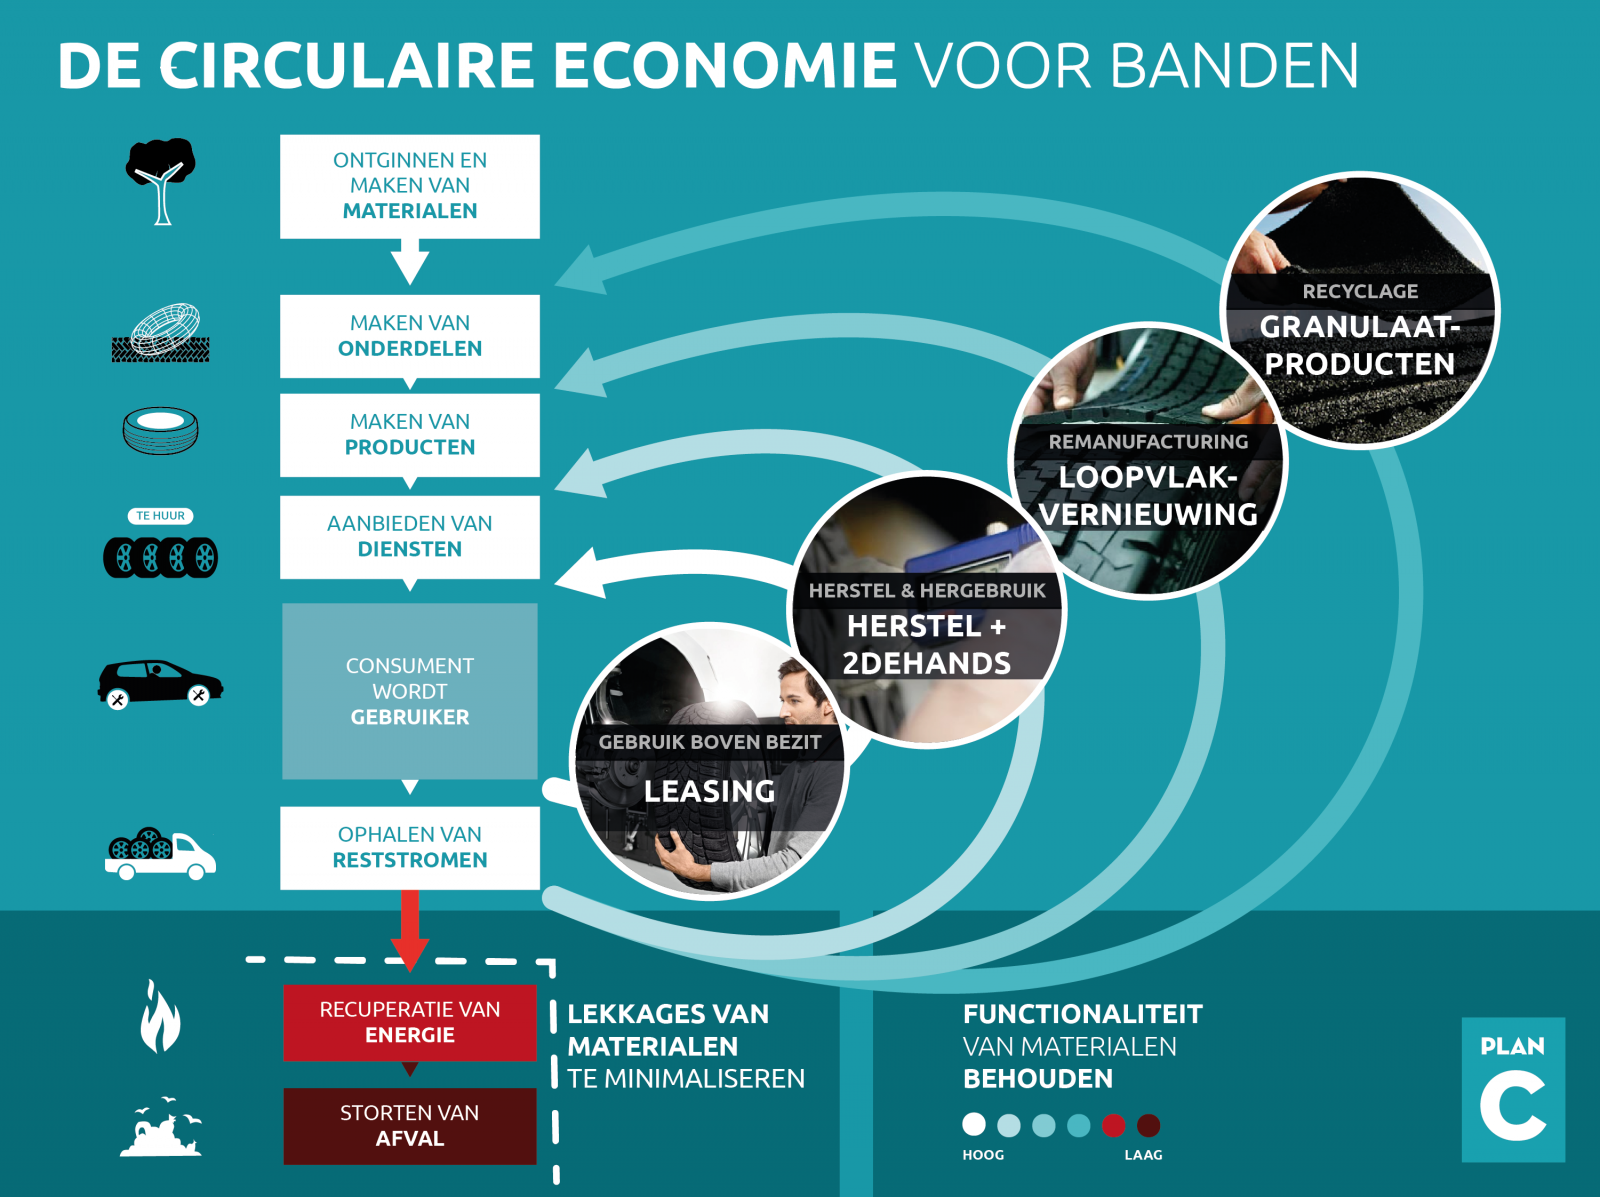 DE CIRCULAIRE ECONOMIE VOOR BANDEN
ONTGINNEN EN
MAKEN VAN
MATERIALEN
MAKEN VAN
ONDERDELEN
MAKEN VAN
PRODUCTEN
TE HUUR
AANBIEDEN VAN
DIENSTEN
CONSUMENT
WORDT
GEBRUIKER
OPHALEN VAN
RESTSTROMEN
RECUPERATIE VAN
ENERGIE
STORTEN VAN
AFVAL
RECYCLAGE
GRANULAAT-
PRODUCTEN
REMANUFACTURING
LOOPVLAK-
VERNIEUWING
HERSTEL & HERGEBRUIK
HERSTEL +
2DEHANDS
GEBRUIK BOVEN BEZIT
LEASING
LEKKAGES VAN
MATERIALEN
TE MINIMALISEREN
FUNCTIONALITEIT
VAN MATERIALEN
BEHOUDEN
HOOG LAAG
PLAN
C